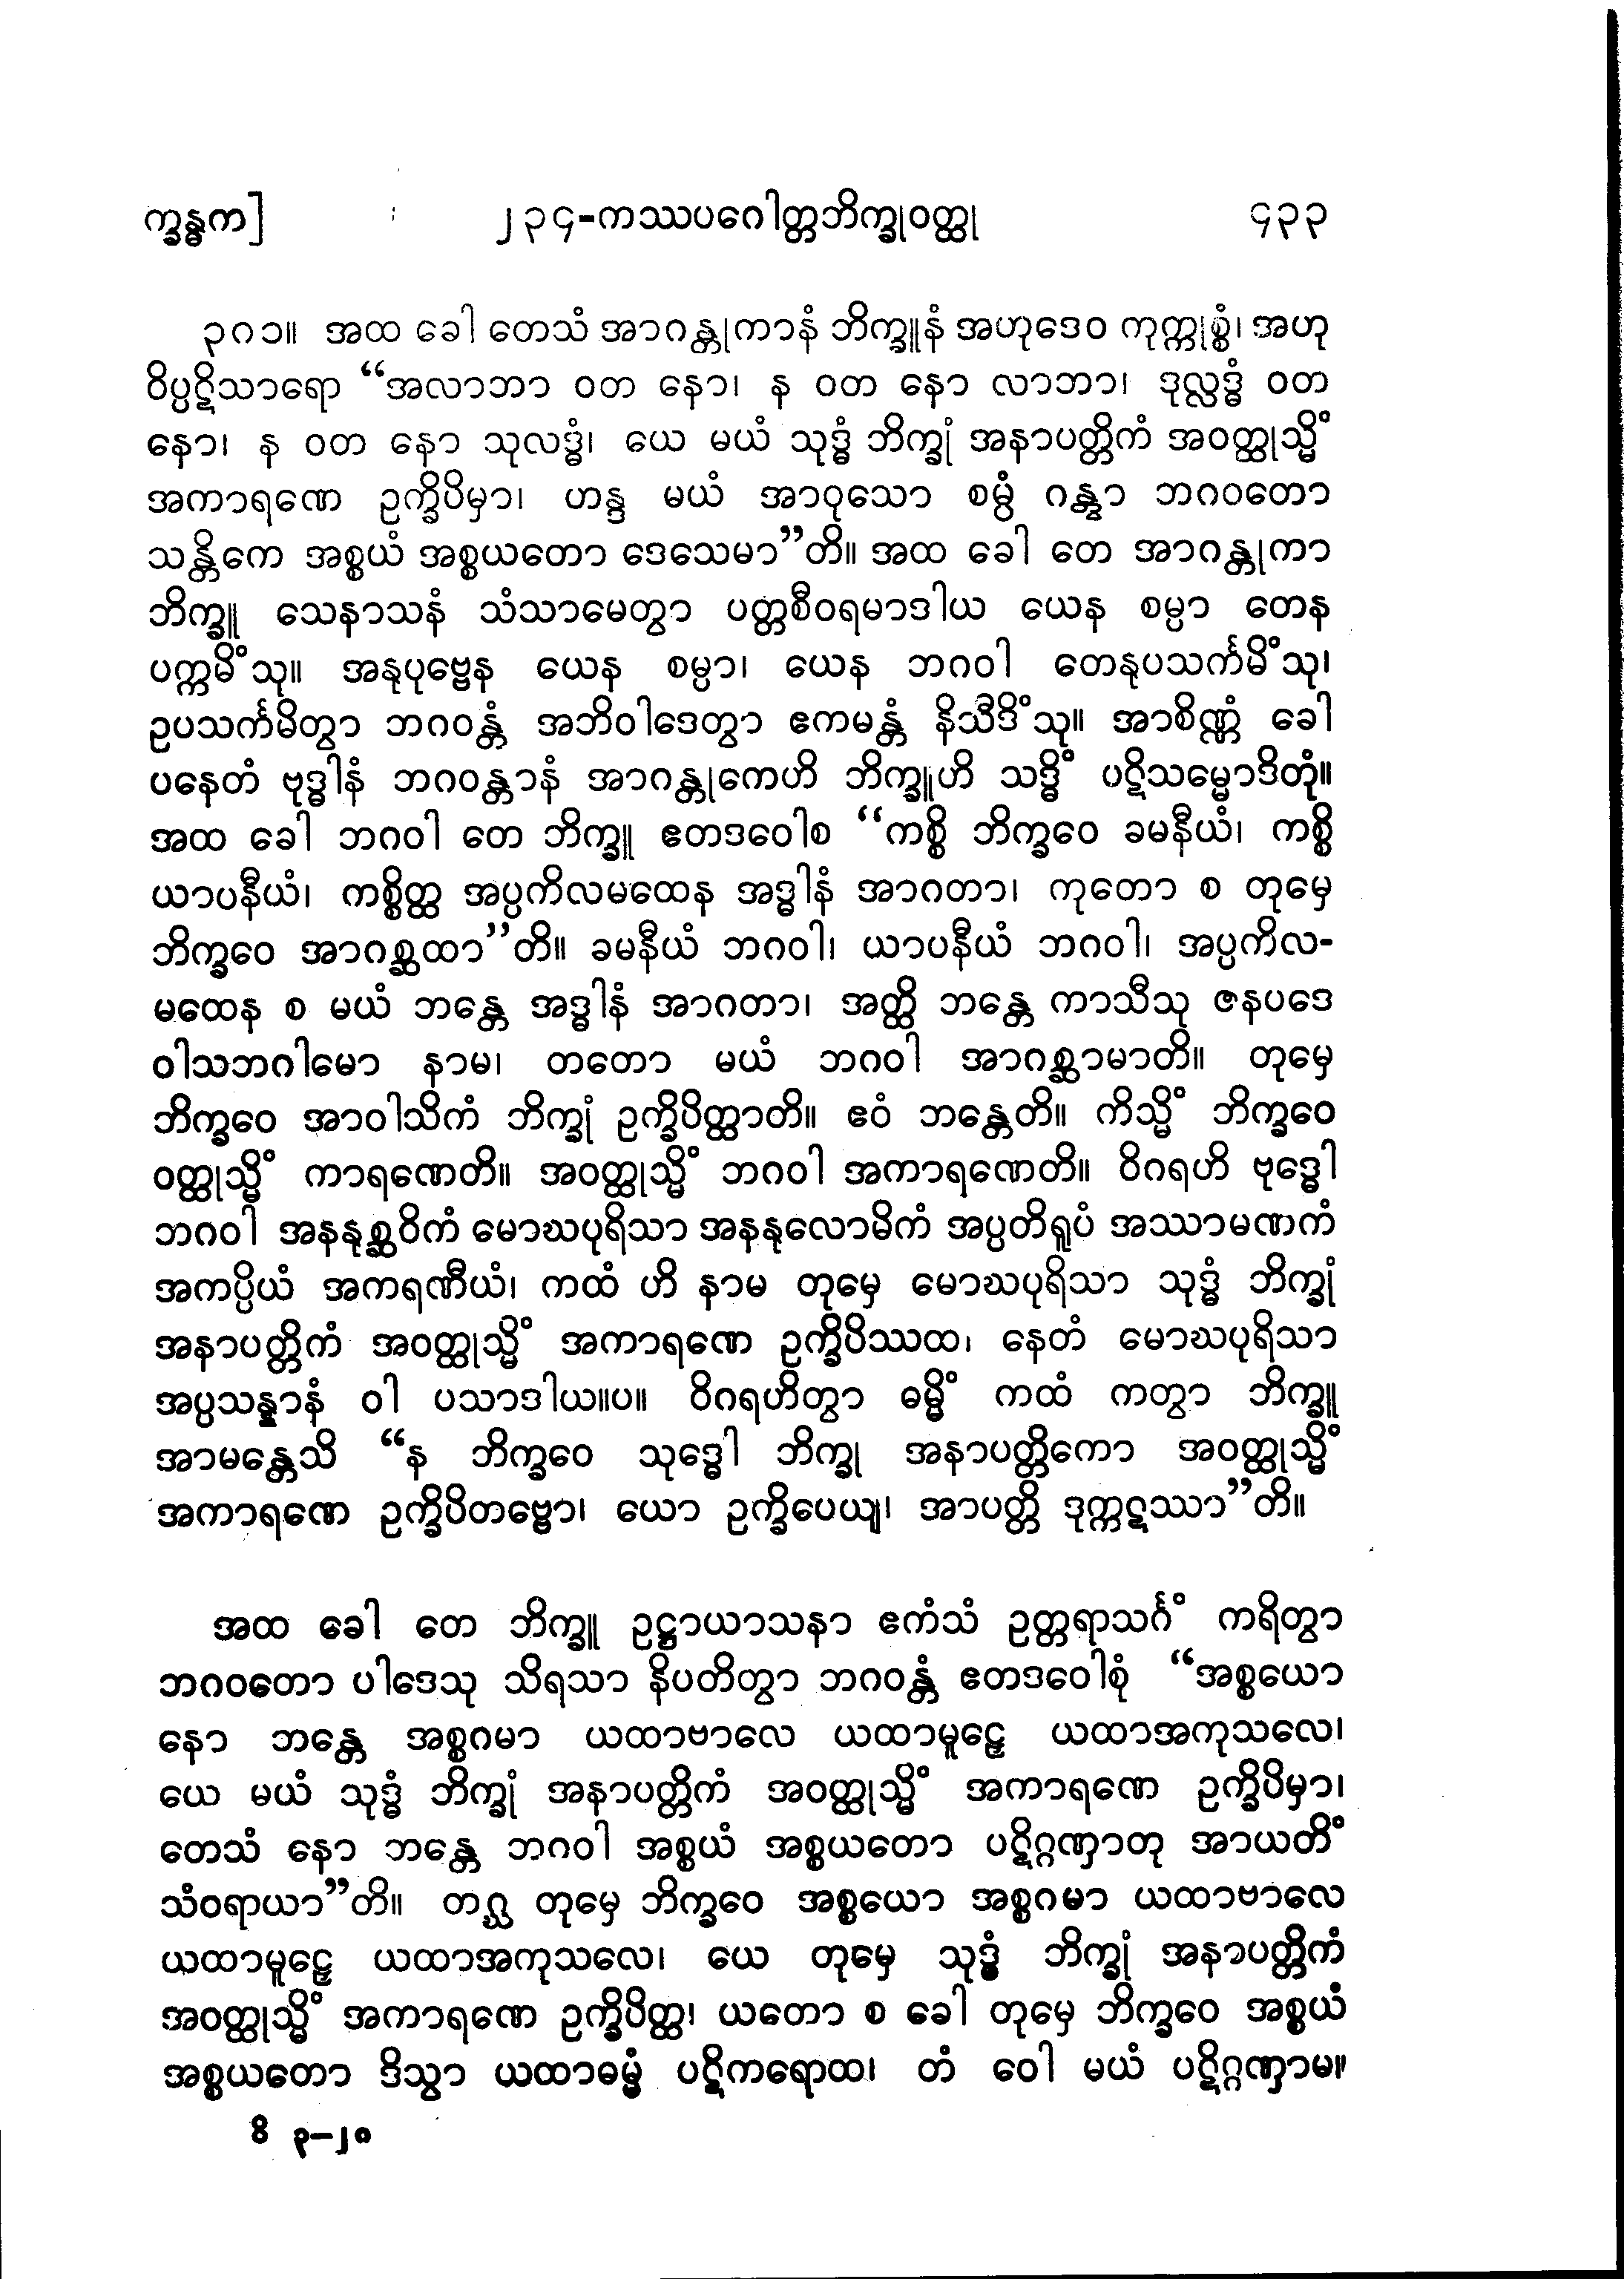 က္ခန္ဓက] ၂၃၄-ကဿပဂေါတ္တဘိက္ခုဝတ္ထု ၄၃၃
၃၈၁။ အထ ခေါ တေသံ အာဂန္တုကာနံ ဘိက္ခူနံ အဟုဒေဝ ကုက္ကုစ္စံ၊ အဟု
ဝိပ္ပဋိသာရော “အလာဘာ ဝတ နော၊ န ဝတ နော လာဘာ၊ ဒုလ္လဒ္ဓံ ဝတ
နော၊ န ဝတ နော သုလဒ္ဓံ၊ ယေ မယံ သုဒ္ဓံ ဘိက္ခုံ အနာပတ္တိကံ အဝတ္ထုသ္မိံ
အကာရဏေ ဥက္ခိပိမှာ၊ ဟန္ဒ မယံ အာဝုသော စမ္ပံ ဂန္တွာ ဘဂဝတော
သန္တိကေ အစ္စယံ အစ္စယတော ဒေသေမာ”တိ။ အထ ခေါ တေ အာဂန္တုကာ
ဘိက္ခူ သေနာသနံ သံသာမေတွာ ပတ္တစီဝရမာဒါယ ယေန စမ္ပာ တေန
ပက္ကမိံသု။ အနုပုဗ္ဗေန ယေန စမ္ပာ၊ ယေန ဘဂဝါ တေနုပသင်္ကမိံသု၊
ဥပသင်္ကမိတွာ ဘဂဝန္တံ အဘိဝါဒေတွာ ဧကမန္တံ နိသီဒိံသု။ အာစိဏ္ဏံ ခေါ
ပနေတံ ဗုဒ္ဓါနံ ဘဂဝန္တာနံ အာဂန္တုကေဟိ ဘိက္ခူဟိ သဒ္ဓိံ ပဋိသမ္မောဒိတုံ။
အထ ခေါ ဘဂဝါ တေ ဘိက္ခူ ဧတဒဝေါစ “ကစ္စိ ဘိက္ခဝေ ခမနီယံ၊ ကစ္စိ
ယာပနီယံ၊ ကစ္စိတ္ထ အပ္ပကိလမထေန အဒ္ဓါနံ အာဂတာ၊ ကုတော စ တုမှေ
ဘိက္ခဝေ အာဂစ္ဆထာ”တိ။ ခမနီယံ ဘဂဝါ၊ ယာပနီယံ ဘဂဝါ၊ အပ္ပကိလ-
မထေန စ မယံ ဘန္တေ အဒ္ဓါနံ အာဂတာ၊ အတ္ထိ ဘန္တေ ကာသီသု ဇနပဒေ
ဝါသဘဂါမော နာမ၊ တတော မယံ ဘဂဝါ အာဂစ္ဆာမာတိ။ တုမှေ
ဘိက္ခဝေ အာဝါသိကံ ဘိက္ခုံ ဥက္ခိပိတ္ထာတိ။ ဧဝံ ဘန္တေတိ။ ကိသ္မိံ ဘိက္ခဝေ
ဝတ္ထုသ္မိံ ကာရဏေတိ။ အဝတ္ထုသ္မိံ ဘဂဝါ အကာရဏေတိ။ ဝိဂရဟိ ဗုဒ္ဓေါ
ဘဂဝါ အနနုစ္ဆဝိကံ မောဃပုရိသာ အနနုလောမိကံ အပ္ပတိရူပံ အဿာမဏကံ
အကပ္ပိယံ အကရဏီယံ၊ ကထံ ဟိ နာမ တုမှေ မောဃပုရိသာ သုဒ္ဓံ ဘိက္ခုံ
အနာပတ္တိကံ အဝတ္ထုသ္မိံ အကာရဏေ ဥက္ခိပိဿထ၊ နေတံ မောဃပုရိသာ
အပ္ပသန္နာနံ ဝါ ပသာဒါယ။ပ။ ဝိဂရဟိတွာ ဓမ္မိံ ကထံ ကတွာ ဘိက္ခူ
အာမန္တေသိ “န ဘိက္ခဝေ သုဒ္ဓေါ ဘိက္ခု အနာပတ္တိကော အဝတ္ထုသ္မိံ
အကာရဏေ ဥက္ခိပိတဗ္ဗော၊ ယော ဥက္ခိပေယျ၊ အာပတ္တိ ဒုက္ကဋဿာ”တိ။
အထ ခေါ တေ ဘိက္ခူ ဥဋ္ဌာယာသနာ ဧကံသံ ဥတ္တရာသင်္ဂံ ကရိတွာ
ဘဂဝတော ပါဒေသု သိရသာ နိပတိတွာ ဘဂဝန္တံ ဧတဒဝေါစုံ “အစ္စယော
နော ဘန္တေ အစ္စဂမာ ယထာဗာလေ ယထာမူဠှေ ယထာအကုသလေ၊
ယေ မယံ သုဒ္ဓံ ဘိက္ခုံ အနာပတ္တိကံ အဝတ္ထုသ္မိံ အကာရဏေ ဥက္ခိပိမှာ၊
တေသံ နော ဘန္တေ ဘဂဝါ အစ္စယံ အစ္စယတော ပဋိဂ္ဂဏှာတု အာယတိံ
သံဝရာယာ”တိ။ တဂ္ဃ တုမှေ ဘိက္ခဝေ အစ္စယော အစ္စဂမာ ယထာဗာလေ
ယထာမူဠှေ ယထာအကုသလေ၊ ယေ တုမှေ သုဒ္ဓံ ဘိက္ခုံ အနာပတ္တိကံ
အဝတ္ထုသ္မိံ အကာရဏေ ဥက္ခိပိတ္ထ၊ ယတော စ ခေါ တုမှေ ဘိက္ခဝေ အစ္စယံ
အစ္စယတော ဒိသွာ ယထာဓမ္မံ ပဋိကရောထ၊ တံ ဝေါ မယံ ပဋိဂ္ဂဏှာမ။
ဝိ ၃-၂၈